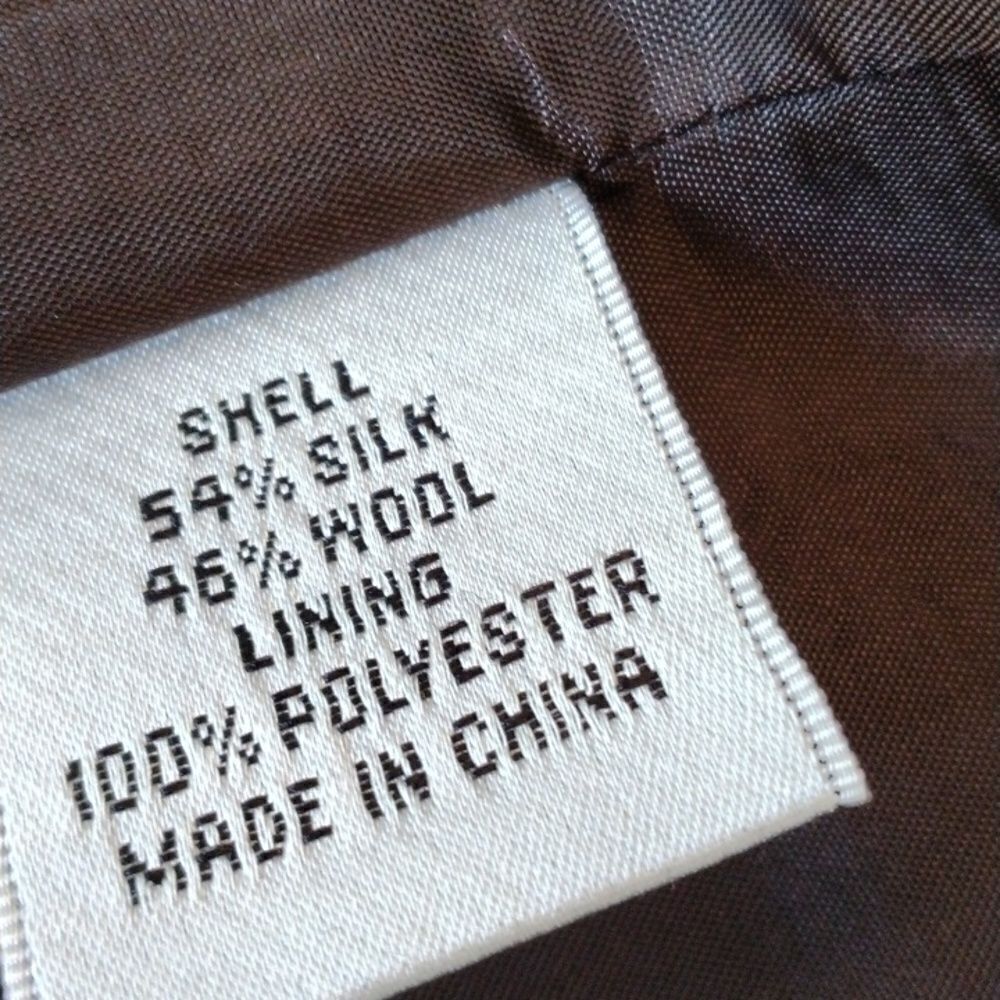 SHELL
54% SILK
46% WOOL
LINING
100% POLYESTER
MADE IN CHINA